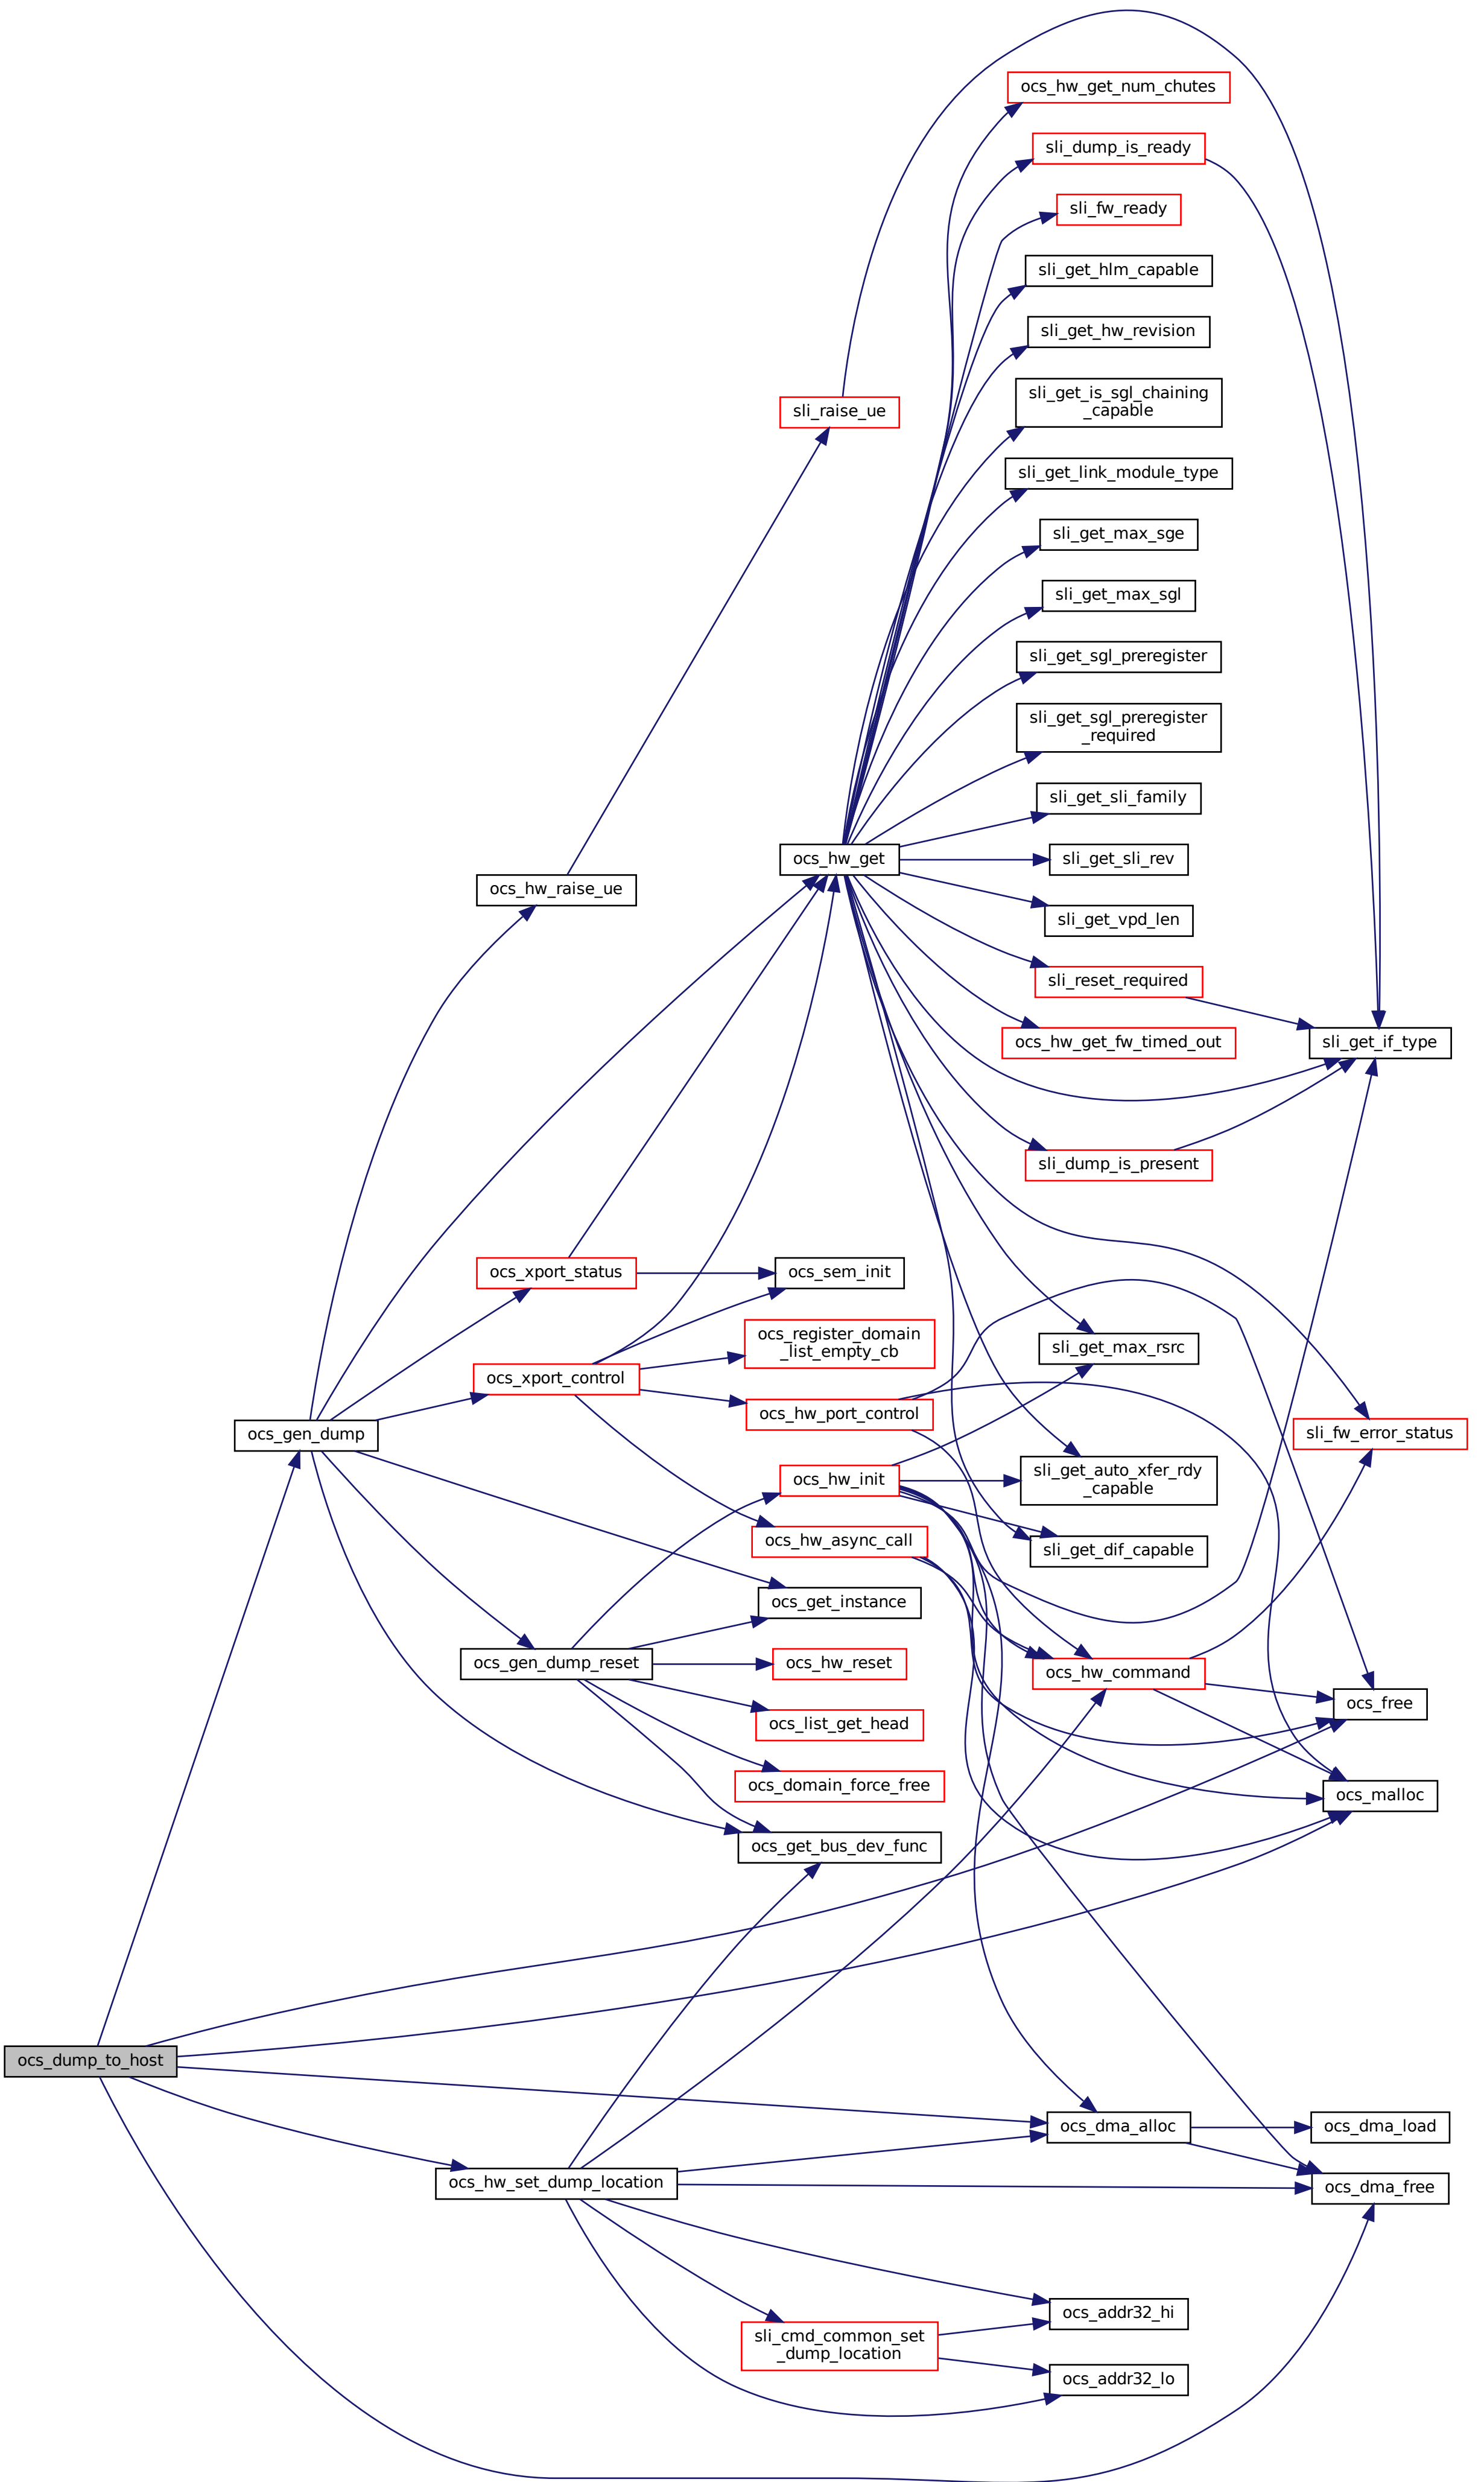 ocs_hw_get_num_chutes
sli_dump_is_ready
sli_fw_ready
sli_get_hlm_capable
sli_get_hw_revision
sli_get_is_sgl_chaining
_capable
sli_raise_ue
sli_get_link_module_type
sli_get_max_sge
sli_get_max_sgl
sli_get_sgl_preregister
sli_get_sgl_preregister
_required
sli_get_sli_family
ocs_hw_get
sli_get_sli_rev
ocs_hw_raise_ue
sli_get_vpd_len
sli_reset_required
ocs_hw_get_fw_timed_out
sli_get_if_type
sli_dump_is_present
ocs_xport_status
ocs_sem_init
ocs_register_domain
_list_empty_cb
sli_get_max_rsrc
ocs_xport_control
ocs_hw_port_control
ocs_gen_dump
sli_fw_error_status
ocs_hw_init
sli_get_auto_xfer_rdy
_capable
ocs_hw_async_call
sli_get_dif_capable
ocs_get_instance
ocs_gen_dump_reset
ocs_hw_reset
ocs_hw_command
ocs_free
ocs_list_get_head
ocs_domain_force_free
ocs_malloc
ocs_get_bus_dev_func
ocs_dump_to_host
ocs_dma_alloc
ocs_dma_load
ocs_hw_set_dump_location
ocs_dma_free
ocs_addr32_hi
sli_cmd_common_set
_dump_location
ocs_addr32_lo